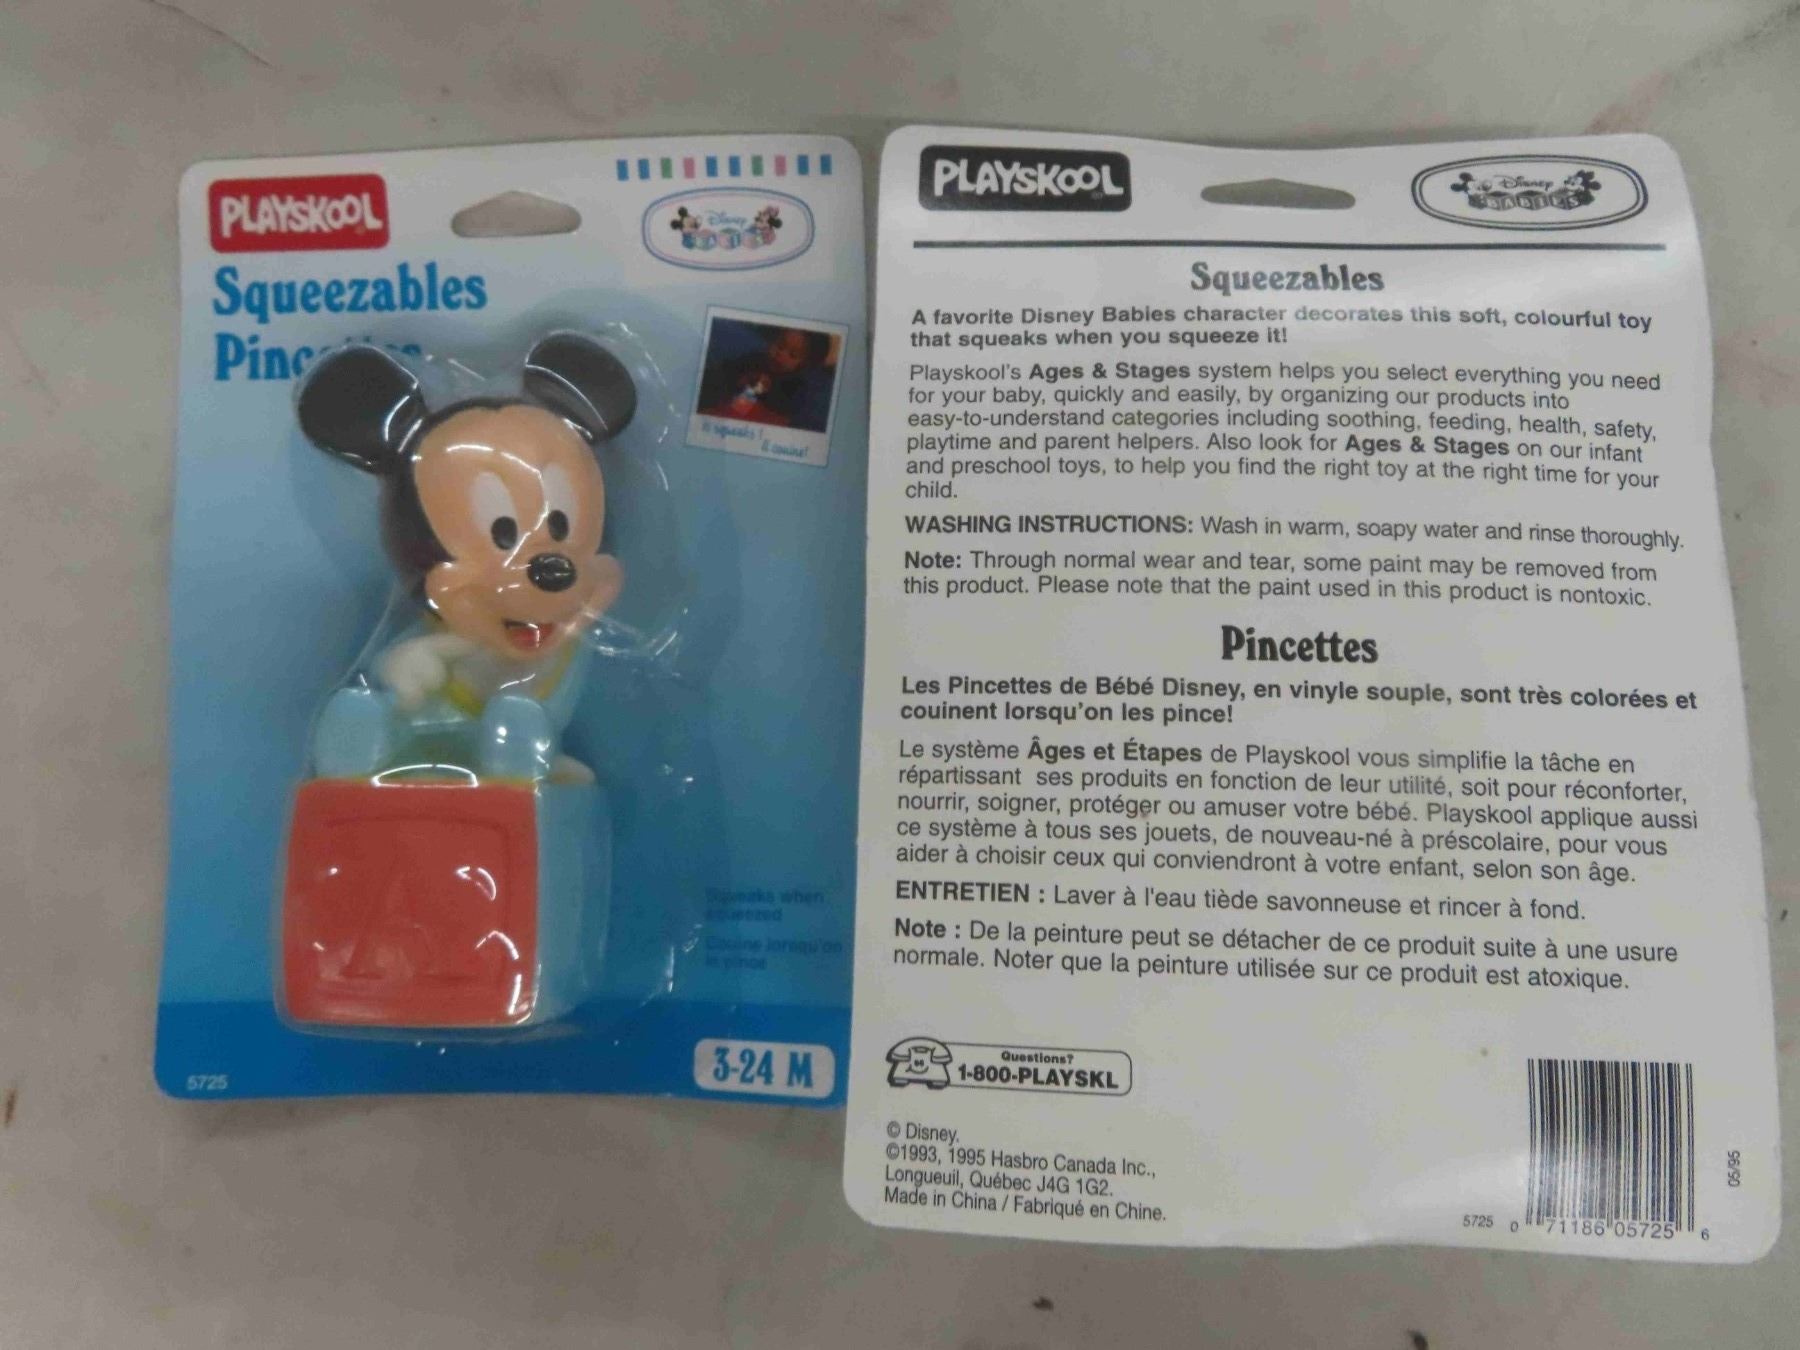 PLAYSKOOL
Disney
BABIES
Squeezables
Pinc
It squeaks!
Il couine!
A
Squeaks when
squeezed
Couine lorsqu'on
le pince
3-24 M
5725
PLAYSKOOL
Disney
BABIES
Squeezables
A favorite Disney Babies character decorates this soft, colourful toy
that squeaks when you squeeze it!
Playskool's Ages & Stages system helps you select everything you need
for your baby, quickly and easily, by organizing our products into
easy-to-understand categories including soothing, feeding, health, safety,
playtime and parent helpers. Also look for Ages & Stages on our infant
and preschool toys, to help you find the right toy at the right time for your
child.
WASHING INSTRUCTIONS: Wash in warm, soapy water and rinse thoroughly.
Note: Through normal wear and tear, some paint may be removed from
this product. Please note that the paint used in this product is nontoxic.
Pincettes
Les Pincettes de Bébé Disney, en vinyle souple, sont très colorées et
couinent lorsqu'on les pince!
Le système Âges et Étapes de Playskool vous simplifie la tâche en
répartissant ses produits en fonction de leur utilité, soit pour réconforter,
nourrir, soigner, protéger ou amuser votre bébé. Playskool applique aussi
ce système à tous ses jouets, de nouveau-né à préscolaire, pour vous
aider à choisir ceux qui conviendront à votre enfant, selon son âge.
ENTRETIEN : Laver à l'eau tiède savonneuse et rincer à fond.
Note : De la peinture peut se détacher de ce produit suite à une usure
normale. Noter que la peinture utilisée sur ce produit est atoxique.
Questions?
1-800-PLAYSKL
© Disney.
©1993, 1995 Hasbro Canada Inc.,
Longueuil, Québec J4G 1G2.
Made in China / Fabriqué en Chine.
5725
0 71186 05725 6
05/95